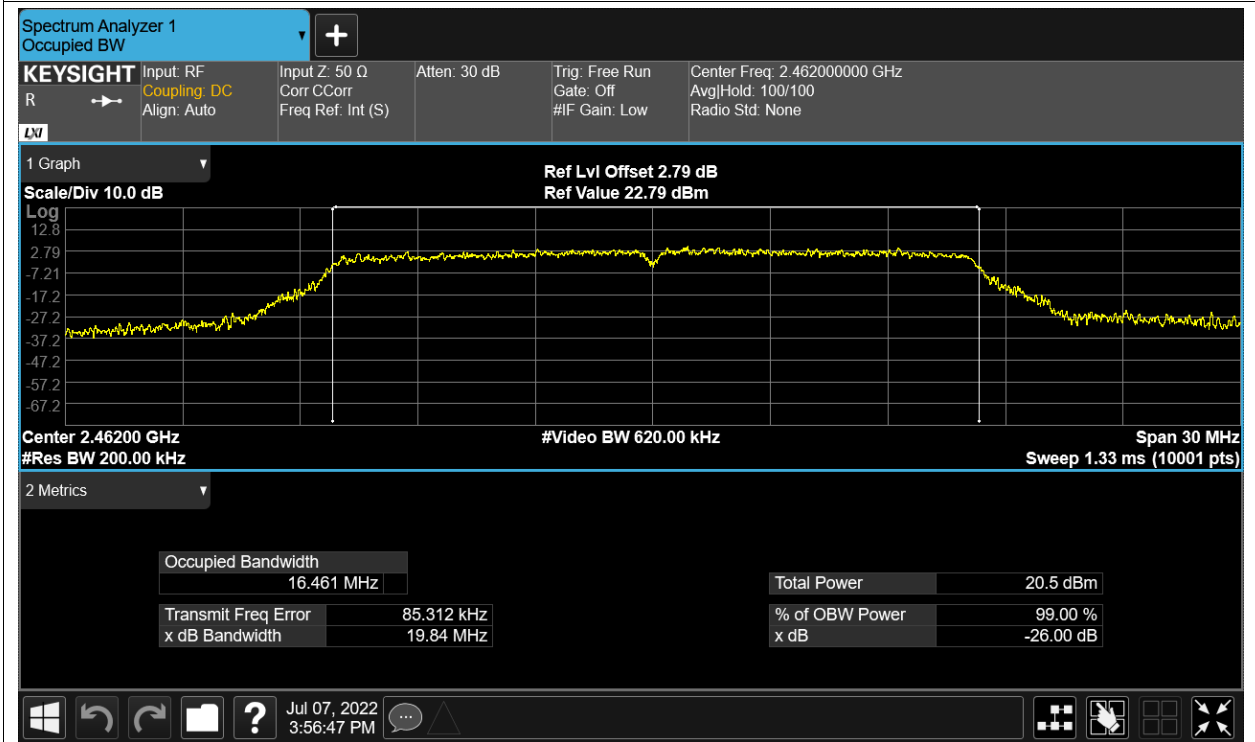 Spectrum Analyzer 1
Occupied BW
KEYSIGHT
R
LXI
Input: RF
Coupling: DC
Align: Auto
Input Z: 50 Ω
Corr CCorr
Freq Ref: Int (S)
Atten: 30 dB
Trig: Free Run
Gate: Off
#IF Gain: Low
Center Freq: 2.462000000 GHz
Avg|Hold: 100/100
Radio Std: None
1 Graph
Scale/Div 10.0 dB
Ref Lvl Offset 2.79 dB
Ref Value 22.79 dBm
Log
12.8
2.79
-7.21
-17.2
-27.2
-37.2
-47.2
-57.2
-67.2
Center 2.46200 GHz
#Res BW 200.00 kHz
#Video BW 620.00 kHz
Span 30 MHz
Sweep 1.33 ms (10001 pts)
2 Metrics
Occupied Bandwidth
16.461 MHz
Transmit Freq Error 85.312 kHz
x dB Bandwidth 19.84 MHz
Total Power 20.5 dBm
% of OBW Power 99.00 %
x dB -26.00 dB
?
Jul 07, 2022
3:56:47 PM